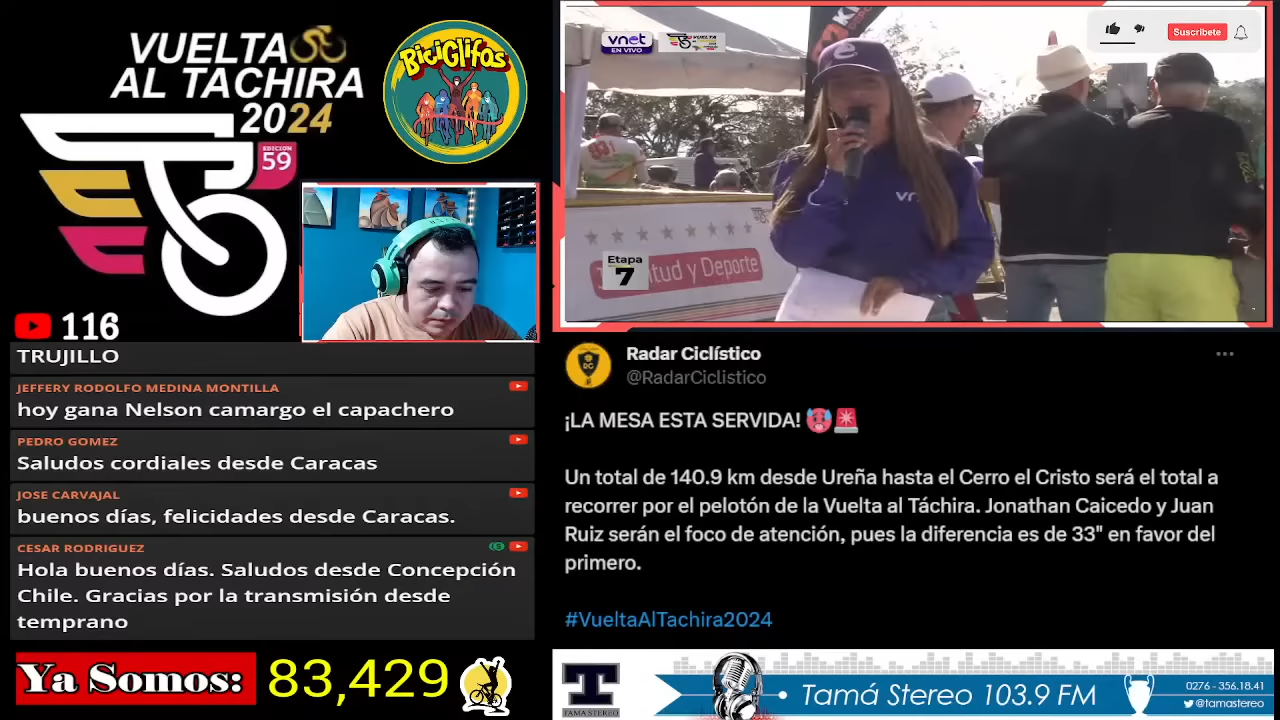 VUELTA
AL TACHIRA
2024
EDICION
59
BiciGlifos
116
TRUJILLO
JEFFERY RODOLFO MEDINA MONTILLA
hoy gana Nelson camargo el capachero
PEDRO GOMEZ
Saludos cordiales desde Caracas
JOSE CARVAJAL
buenos días, felicidades desde Caracas.
CESAR RODRIGUEZ
Hola buenos días. Saludos desde Concepción
Chile. Gracias por la transmisión desde
temprano
Ya Somos: 83,429
vnet
EN VIVO
VUELTA
Suscríbete
Etapa
7
tud y Deporte
Radar Ciclístico
@RadarCiclistico
¡LA MESA ESTA SERVIDA! 🥵🚨
Un total de 140.9 km desde Ureña hasta el Cerro el Cristo será el total a
recorrer por el pelotón de la Vuelta al Táchira. Jonathan Caicedo y Juan
Ruiz serán el foco de atención, pues la diferencia es de 33" en favor del
primero.
#VueltaAlTachira2024
T
TAMA STEREO
Tamá Stereo 103.9 FM
0276 - 356.18.41
@tamastereo